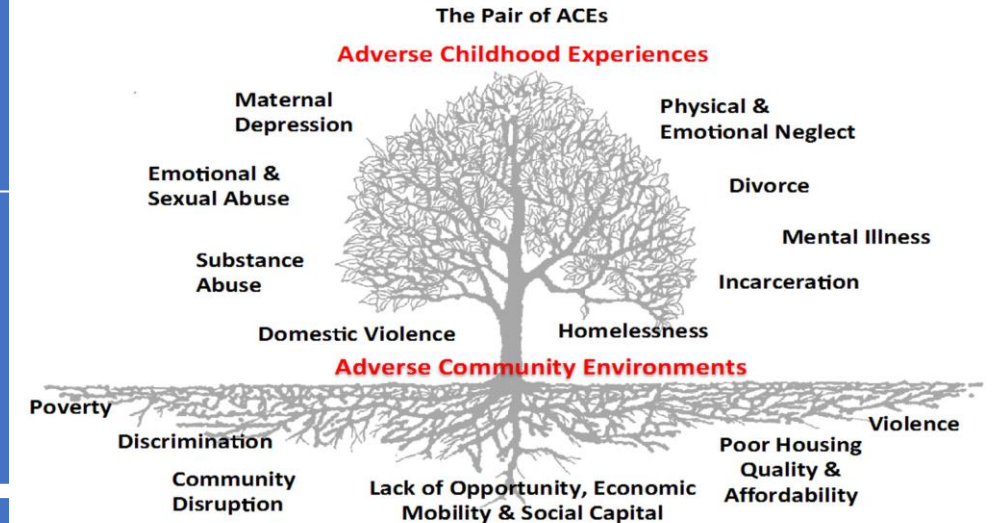 The Pair of ACEs
Adverse Childhood Experiences
Maternal
Depression
Physical &
Emotional Neglect
Emotional &
Sexual Abuse
Divorce
Mental Illness
Substance
Abuse
Incarceration
Domestic Violence
Homelessness
Adverse Community Environments
Poverty
Discrimination
Community
Disruption
Lack of Opportunity, Economic
Mobility & Social Capital
Poor Housing
Quality &
Affordability
Violence